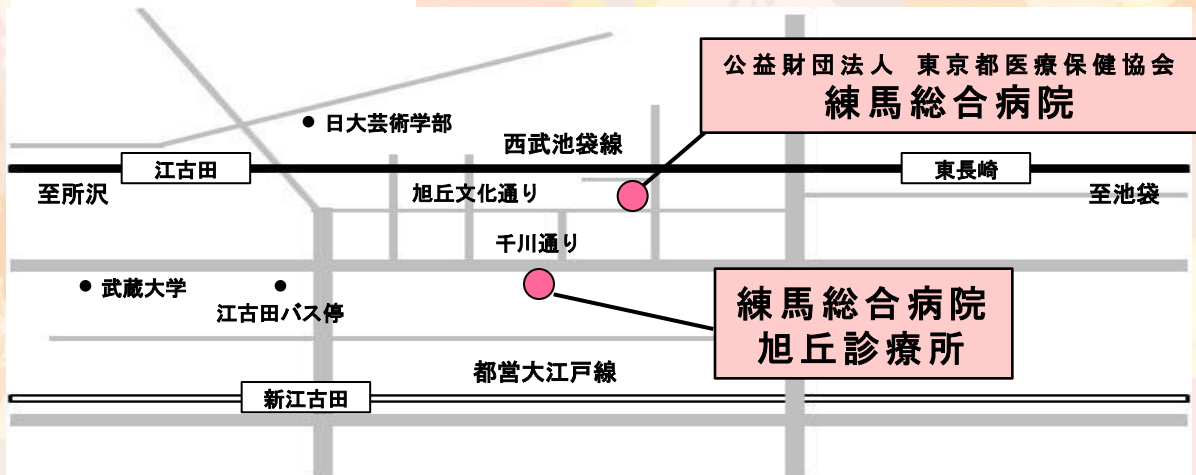 公益財団法人 東京都医療保健協会
練馬総合病院
日大芸術学部
西武池袋線
江古田
東長崎
至所沢
旭丘文化通り
至池袋
千川通り
武蔵大学
江古田バス停
練馬総合病院
旭丘診療所
都営大江戸線
新江古田